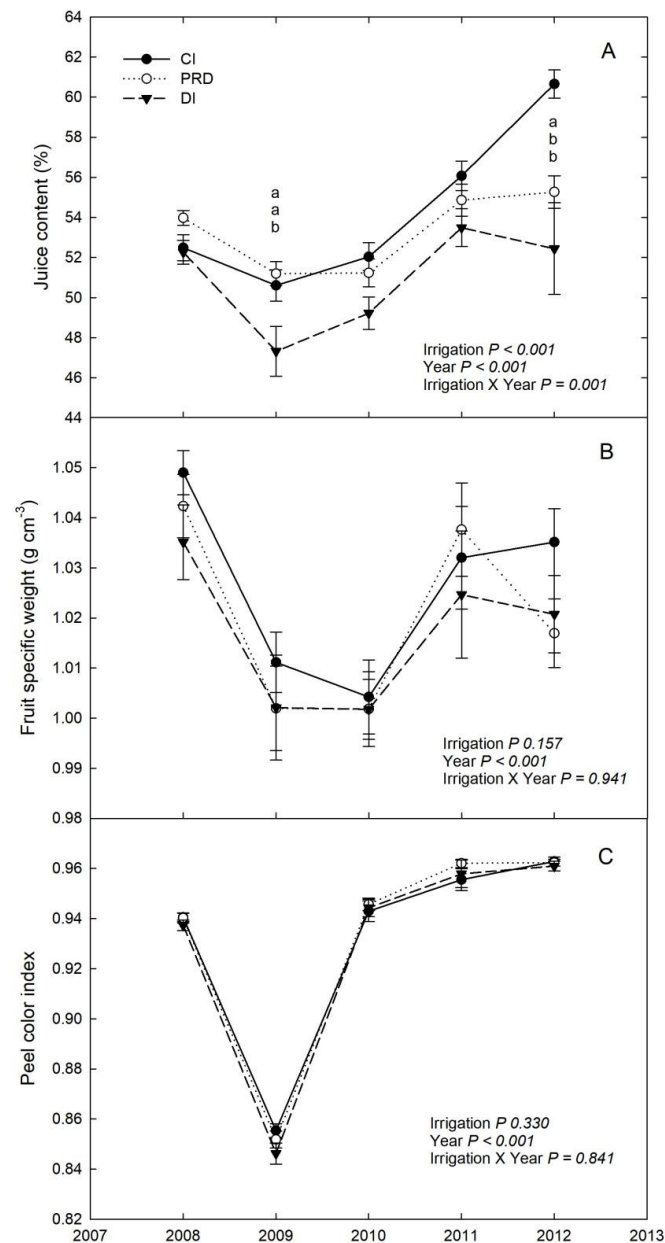 64
62
60
58
56
54
52
50
48
46
44
Juice content (%)
A
CI
PRD
DI
a
a
b
a
b
b
Irrigation P < 0.001
Year P < 0.001
Irrigation X Year P = 0.001
1.05
1.04
1.03
1.02
1.01
1.00
0.99
0.98
Fruit specific weight (g cm-3)
B
Irrigation P 0.157
Year P < 0.001
Irrigation X Year P = 0.941
0.96
0.94
0.92
0.90
0.88
0.86
0.84
0.82
Peel color index
C
Irrigation P 0.330
Year P < 0.001
Irrigation X Year P = 0.841
2007 2008 2009 2010 2011 2012 2013